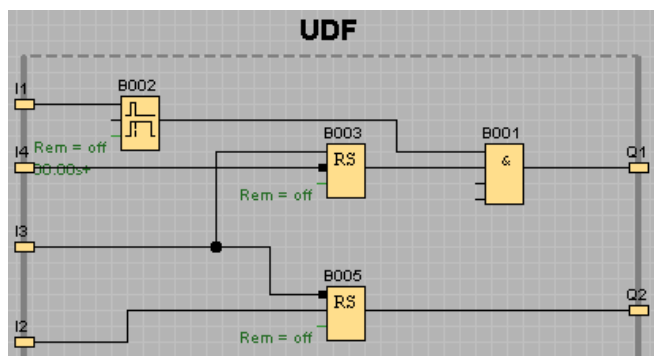 UDF
B002
I1
Rem = off
00.00s+
B003
B001
I4
RS
&
Q1
Rem = off
I3
B005
RS
Q2
I2
Rem = off